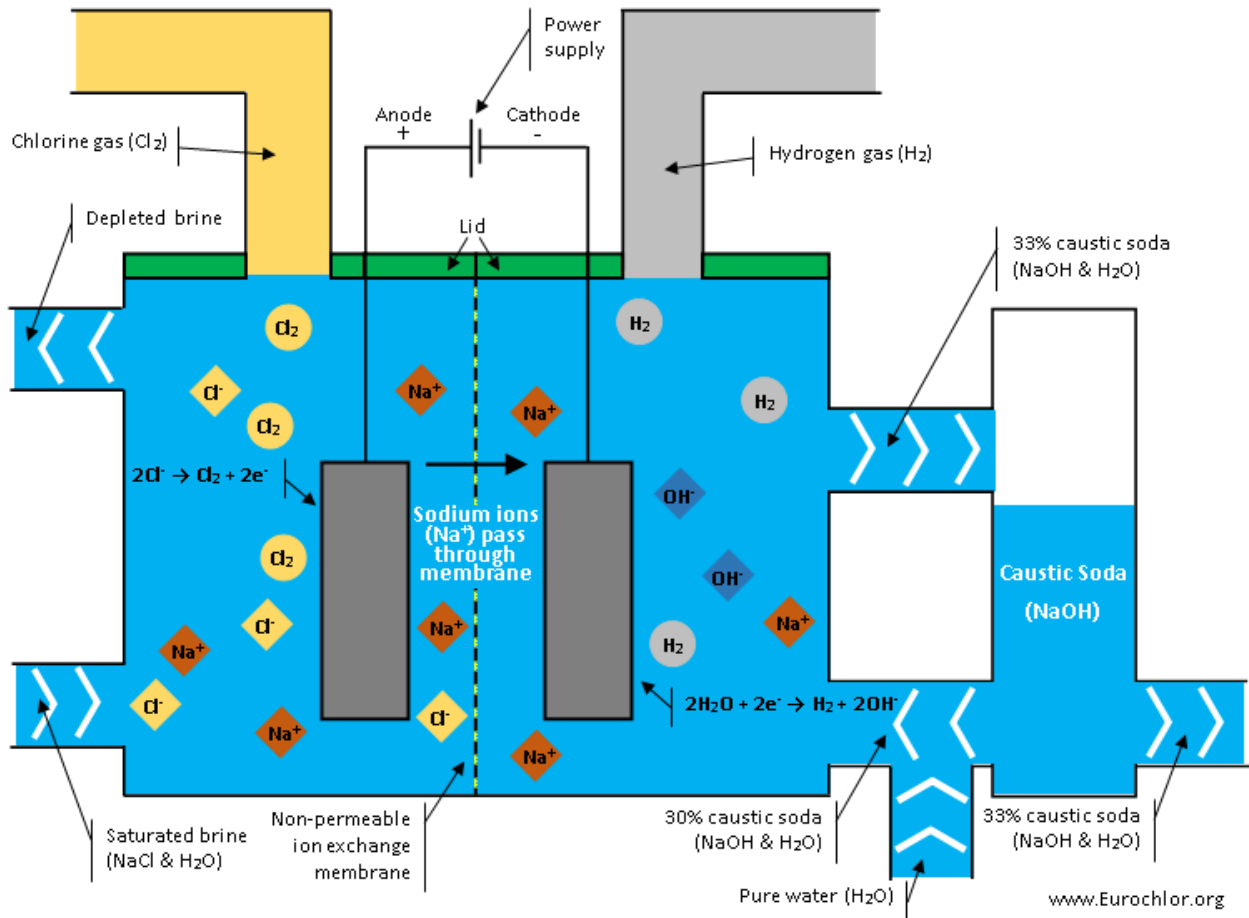 Power
supply
Anode
+
Cathode
-
Chlorine gas (Cl₂)
Hydrogen gas (H₂)
Depleted brine
Lid
33% caustic soda
(NaOH & H₂O)
Cl₂
H₂
Cl⁻
Na⁺
Na⁺
H₂
Cl₂
2Cl⁻ → Cl₂ + 2e⁻
OH⁻
Sodium ions
(Na⁺) pass
through
membrane
Cl₂
OH⁻
Caustic Soda
(NaOH)
Cl⁻
Na⁺
Na⁺
Na⁺
H₂
Cl⁻
Cl⁻
2H₂O + 2e⁻ → H₂ + 2OH⁻
Na⁺
Na⁺
Saturated brine
(NaCl & H₂O)
Non-permeable
ion exchange
membrane
30% caustic soda
(NaOH & H₂O)
33% caustic soda
(NaOH & H₂O)
Pure water (H₂O)
www.Eurochlor.org